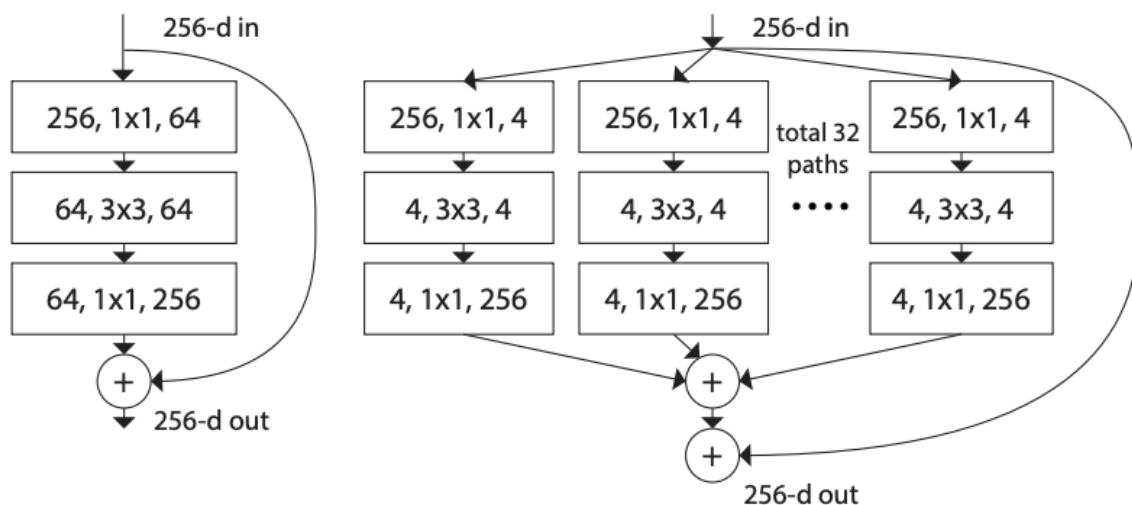 256-d in
256, 1x1, 64
64, 3x3, 64
64, 1x1, 256
+
256-d out
256-d in
256, 1x1, 4
256, 1x1, 4
total 32
paths
256, 1x1, 4
4, 3x3, 4
4, 3x3, 4
....
4, 3x3, 4
4, 1x1, 256
4, 1x1, 256
4, 1x1, 256
+
+
256-d out